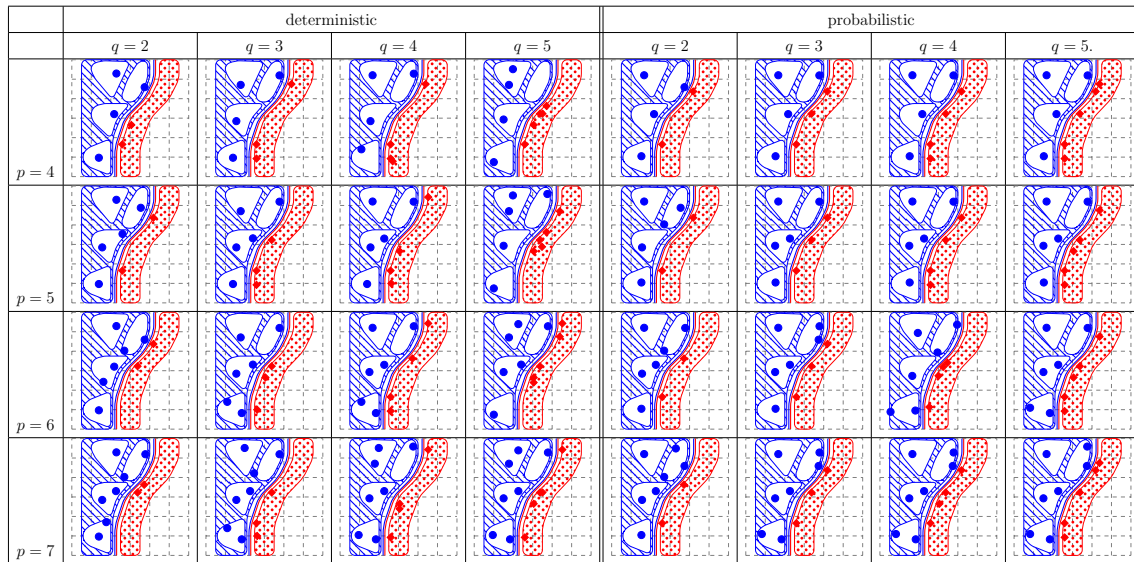 deterministic probabilistic
q = 2 q = 3 q = 4 q = 5 q = 2 q = 3 q = 4 q = 5.
p = 4
p = 5
p = 6
p = 7